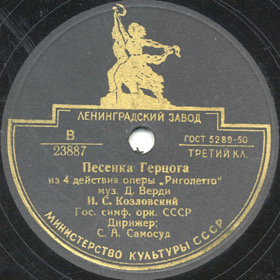 ЛЕНИНГРАДСКИЙ ЗАВОД
В
23887
ГОСТ 5289-50
ТРЕТИЙ КЛ.
Песенка Герцога
из 4 действия оперы „Риголетто"
муз. Д. Верди
И. С. Козловский
Гос. симф. орк. СССР
Дирижер:
С. А. Самосуд
МИНИСТЕРСТВО КУЛЬТУРЫ СССР